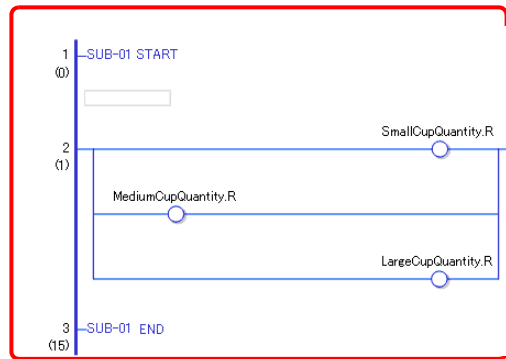 1 SUB-01 START
(0)
SmallCupQuantity.R
2
(1)
MediumCupQuantity.R
LargeCupQuantity.R
3 SUB-01 END
(15)